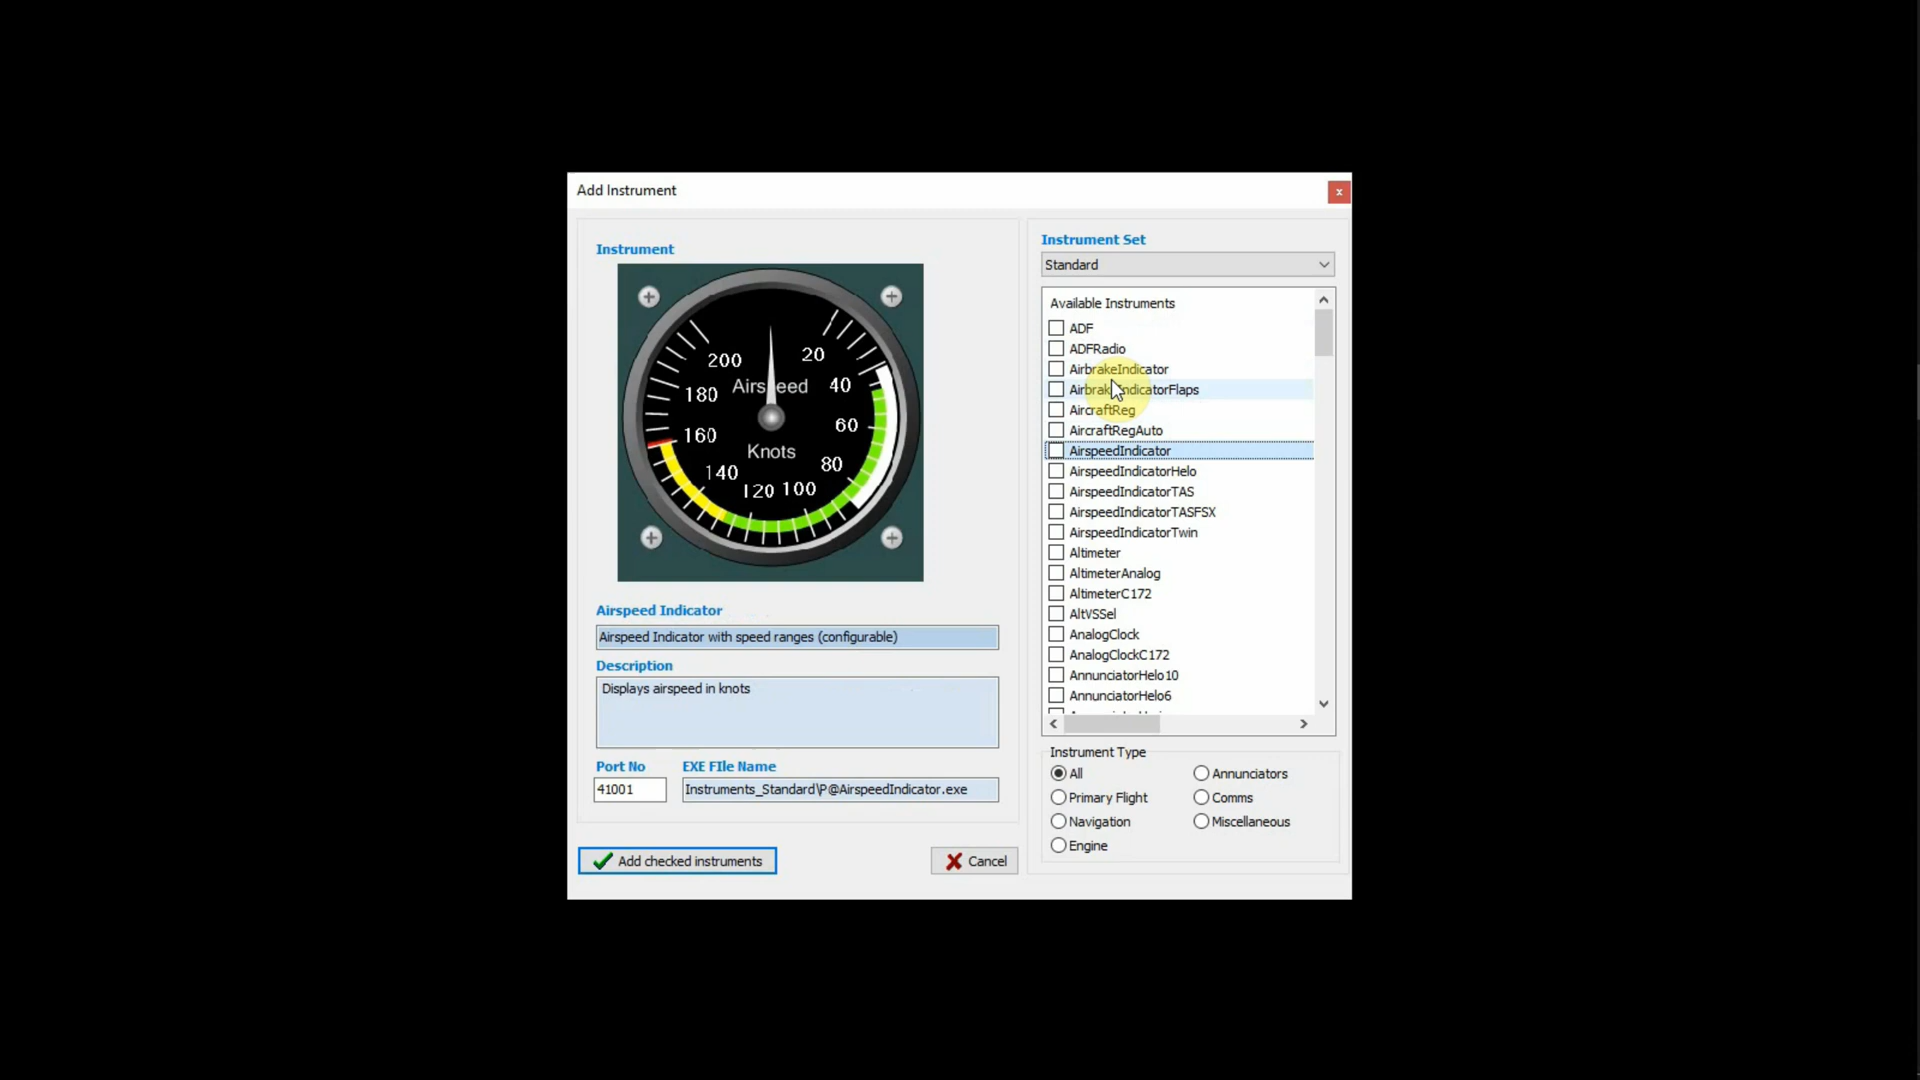 Add Instrument
x
Instrument
200
20
Airspeed
40
180
60
160
Knots
140
80
120
100
Airspeed Indicator
Airspeed Indicator with speed ranges (configurable)
Description
Displays airspeed in knots
Port No
EXE FIle Name
41001
Instruments_Standard\P@AirspeedIndicator.exe
Add checked instruments
Cancel
Instrument Set
Standard
Available Instruments
ADF
ADFRadio
AirbrakeIndicator
AirbrakeIndicatorFlaps
AircraftReg
AircraftRegAuto
AirspeedIndicator
AirspeedIndicatorHelo
AirspeedIndicatorTAS
AirspeedIndicatorTASFSX
AirspeedIndicatorTwin
Altimeter
AltimeterAnalog
AltimeterC172
AltVSSel
AnalogClock
AnalogClockC172
AnnunciatorHelo10
AnnunciatorHelo6
Instrument Type
All
Annunciators
Primary Flight
Comms
Navigation
Miscellaneous
Engine